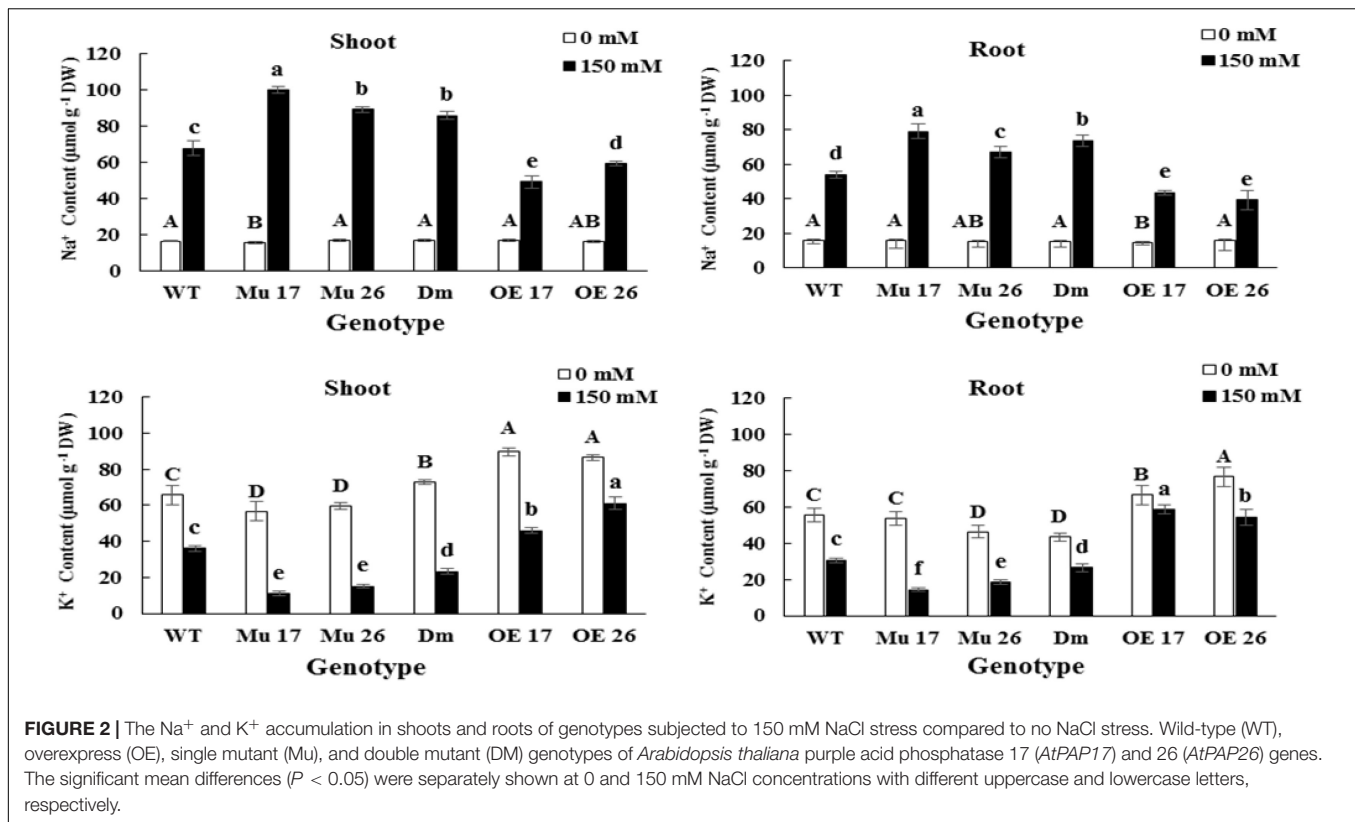 Shoot
0 mM
150 mM
Na⁺ Content (µmol g⁻¹ DW)
120
100
80
60
40
20
0
c a b b e d
A B A A A AB
WT Mu 17 Mu 26 Dm OE 17 OE 26
Genotype
Root
0 mM
150 mM
Na⁺ Content (µmol g⁻¹ DW)
120
100
80
60
40
20
0
d a c b e e
A A AB A B A
WT Mu 17 Mu 26 Dm OE 17 OE 26
Genotype
Shoot
0 mM
150 mM
K⁺ Content (µmol g⁻¹ DW)
120
100
80
60
40
20
0
C D D B A A
c e e d b a
WT Mu 17 Mu 26 Dm OE 17 OE 26
Genotype
Root
0 mM
150 mM
K⁺ Content (µmol g⁻¹ DW)
120
100
80
60
40
20
0
C C D D B A
c f e d a b
WT Mu 17 Mu 26 Dm OE 17 OE 26
Genotype
FIGURE 2 | The Na⁺ and K⁺ accumulation in shoots and roots of genotypes subjected to 150 mM NaCl stress compared to no NaCl stress. Wild-type (WT),
overexpress (OE), single mutant (Mu), and double mutant (DM) genotypes of Arabidopsis thaliana purple acid phosphatase 17 (AtPAP17) and 26 (AtPAP26) genes.
The significant mean differences (P < 0.05) were separately shown at 0 and 150 mM NaCl concentrations with different uppercase and lowercase letters,
respectively.